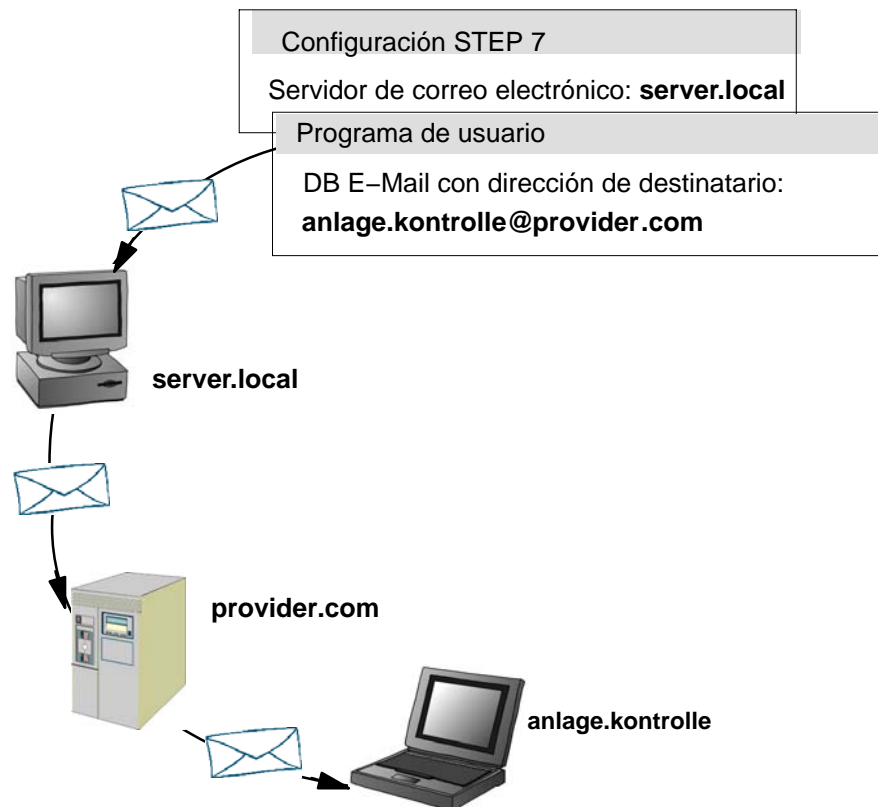 Configuración STEP 7
Servidor de correo electrónico: server.local
Programa de usuario
DB E−Mail con dirección de destinatario:
anlage.kontrolle@provider.com
server.local
provider.com
anlage.kontrolle